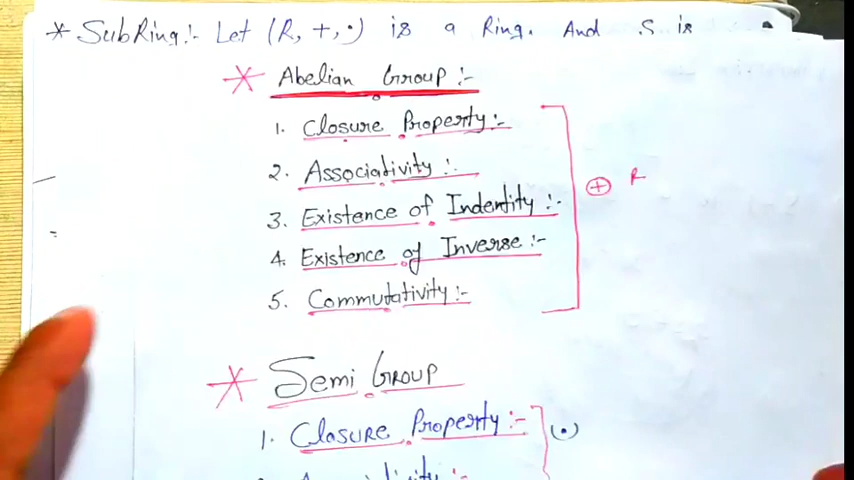 * SubRing:- Let (R, +, ·) is a Ring. And S is
* Abelian Group :-
1. Closure Property :-
2. Associativity :-
3. Existence of Indentity :-
4. Existence of Inverse :-
5. Commutativity :-
⊕ R
* Semi Group
1. Closure Property :-
(·)